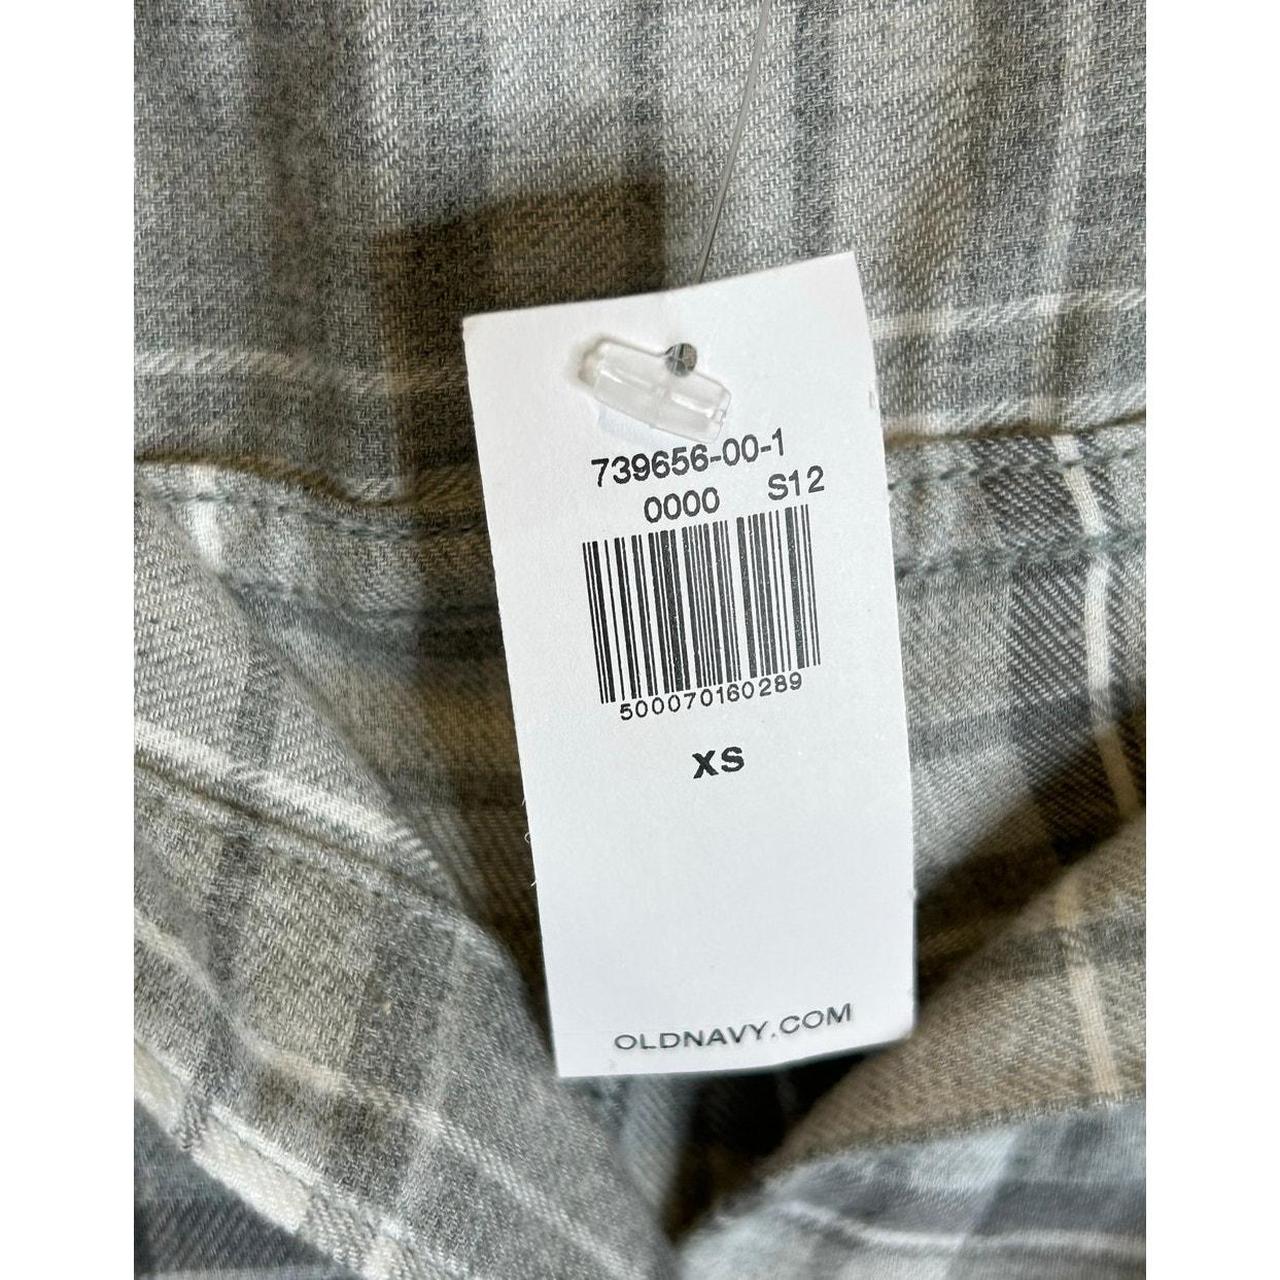 739656-00-1
0000 S12
500070160289
XS
OLDNAVY.COM